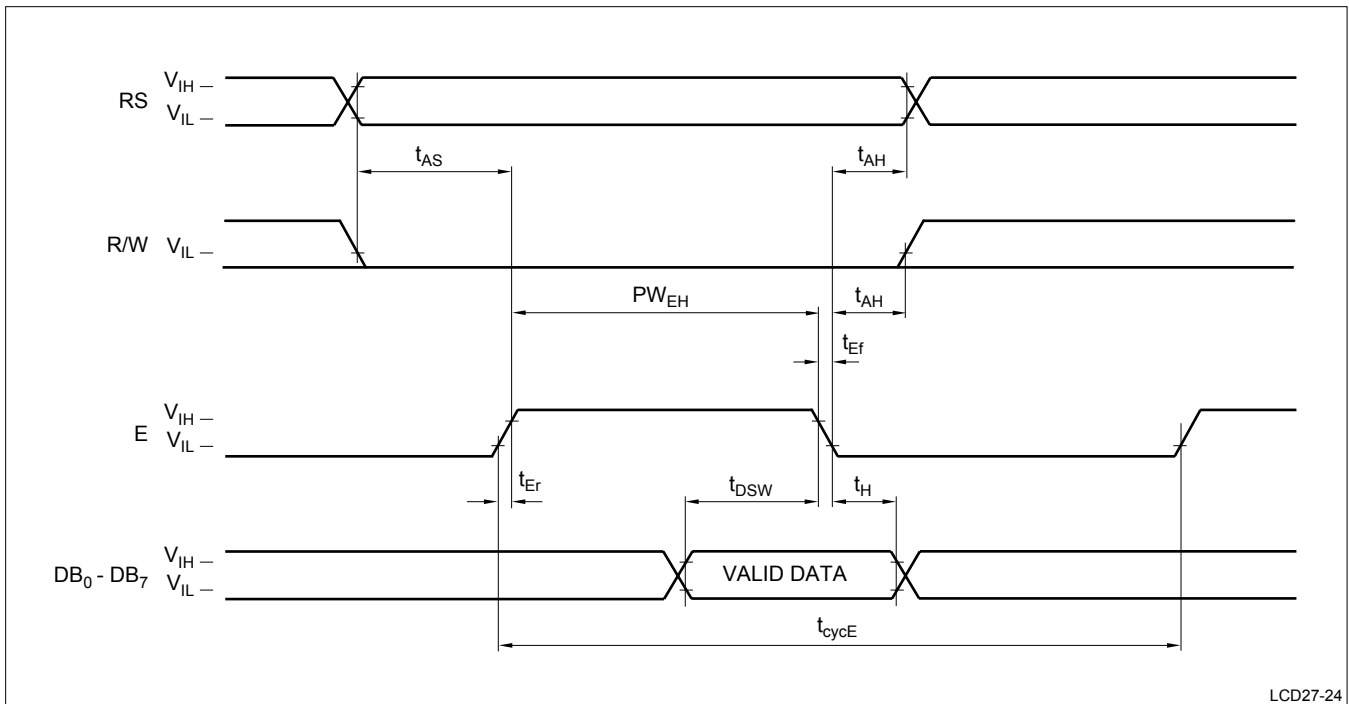 V_IH
RS
V_IL
t_AS
t_AH
R/W V_IL
PW_EH
t_AH
t_Ef
V_IH
E
V_IL
t_Er
t_DSW
t_H
V_IH
DB_0 - DB_7
V_IL
VALID DATA
t_cycE
LCD27-24